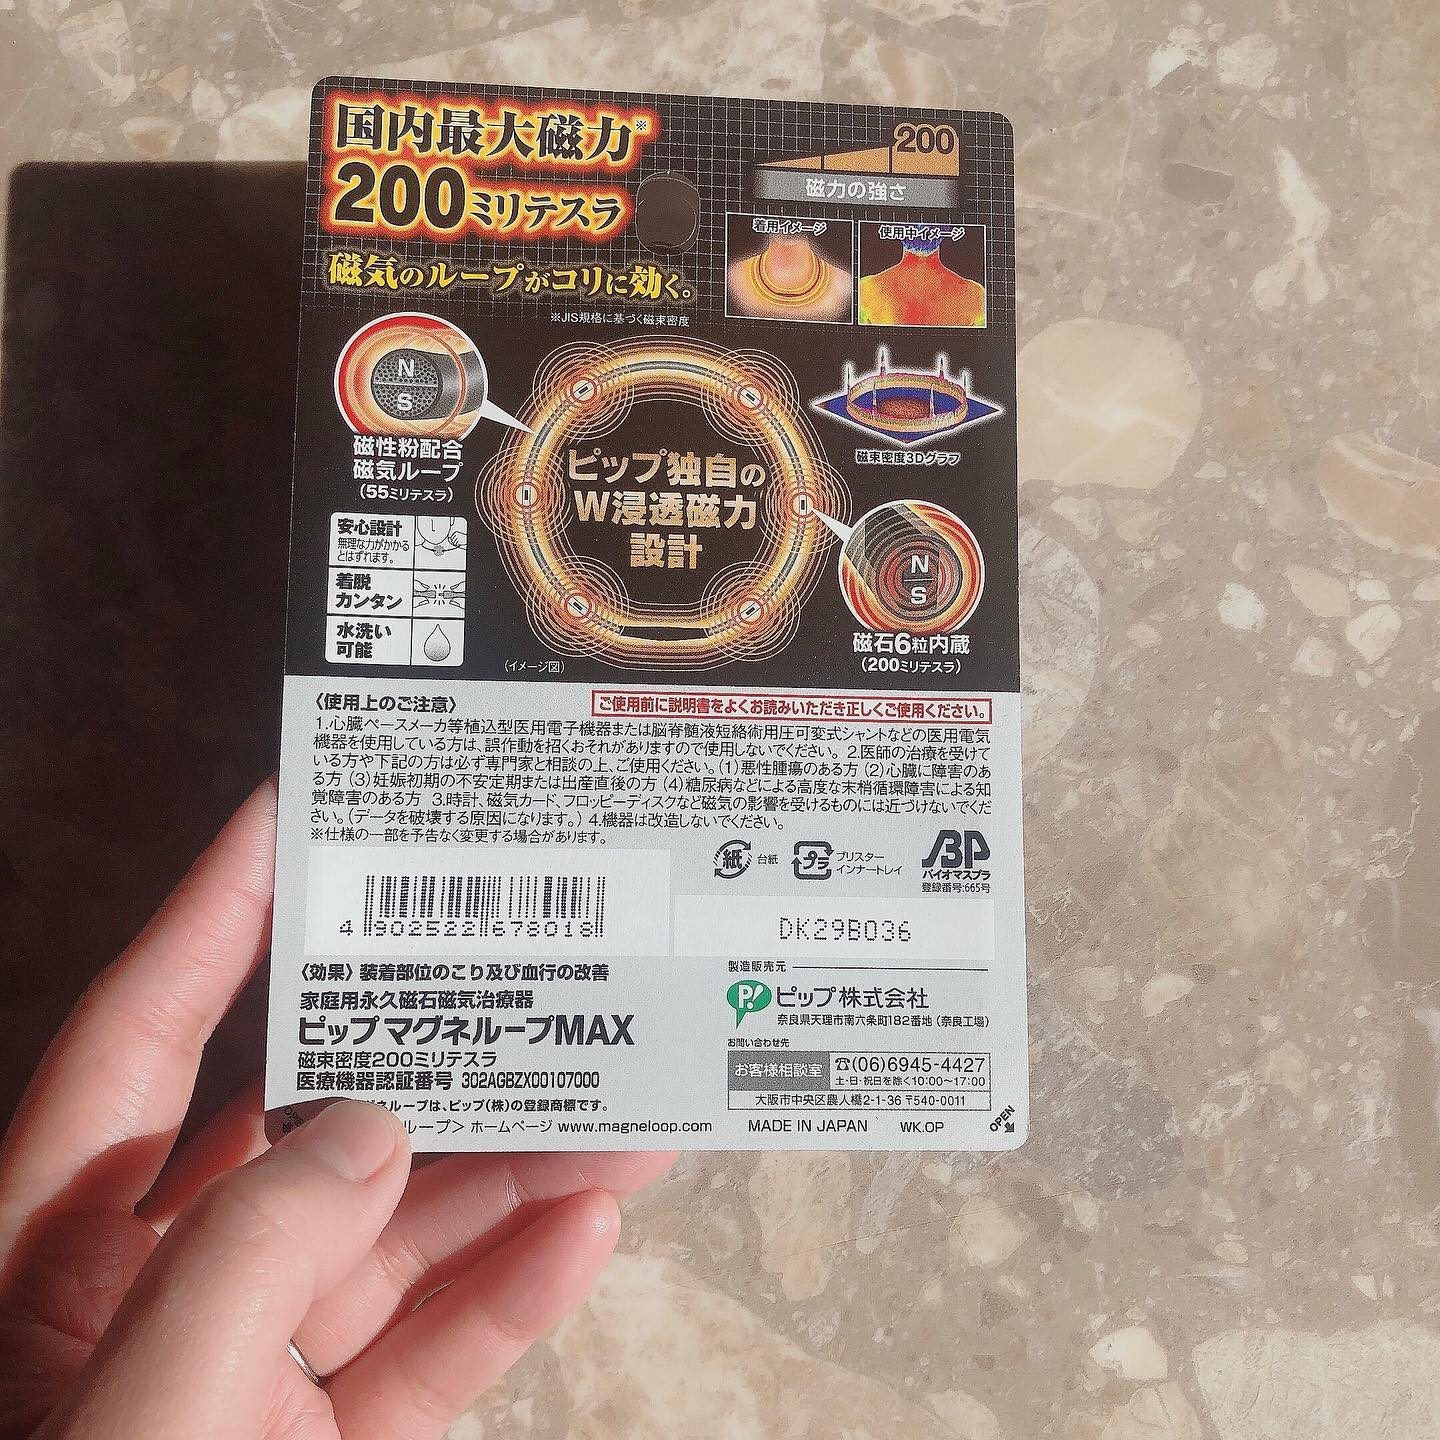 国内最大磁力※
200ミリテスラ
磁気のループがコリに効く。
※JIS規格に基づく磁束密度
200
磁力の強さ
着用イメージ
使用中イメージ
N
S
磁性粉配合
磁気ループ
(55ミリテスラ)
ピップ独自の
W浸透磁力
設計
磁束密度3Dグラフ
N
S
磁石6粒内蔵
(200ミリテスラ)
安心設計
無理な力がかかる
とはずれます。
着脱
カンタン
水洗い
可能
(イメージ図)
〈使用上のご注意〉
ご使用前に説明書をよくお読みいただき正しくご使用ください。
1.心臓ペースメーカ等植込型医用電子機器または脳脊髄液短絡術用圧可変式シャントなどの医用電気
機器を使用している方は、誤作動を招くおそれがありますので使用しないでください。 2.医師の治療を受けて
いる方や下記の方は必ず専門家と相談の上、ご使用ください。(1)悪性腫瘍のある方 (2)心臓に障害のあ
る方 (3)妊娠初期の不安定期または出産直後の方 (4)糖尿病などによる高度な末梢循環障害による知
覚障害のある方 3.時計、磁気カード、フロッピーディスクなど磁気の影響を受けるものには近づけないでくだ
さい。(データを破壊する原因になります。) 4.機器は改造しないでください。
※仕様の一部を予告なく変更する場合があります。
紙 台紙
プラ ブリスター
インナートレイ
BP
バイオマスプラ
登録番号:665号
4 902522 678018
DK29B036
〈効果〉装着部位のこり及び血行の改善
家庭用永久磁石磁気治療器
ピップ マグネループMAX
磁束密度200ミリテスラ
医療機器認証番号 302AGBZX00107000
ネループは、ピップ(株)の登録商標です。
ループ> ホームページ www.magneloop.com
製造販売元
P! ピップ株式会社
奈良県天理市南六条町182番地 (奈良工場)
お問い合わせ先
お客様相談室
☎(06)6945-4427
土・日・祝日を除く10:00~17:00
大阪市中央区農人橋2-1-36 〒540-0011
MADE IN JAPAN WK.OP
OPEN
OPEN